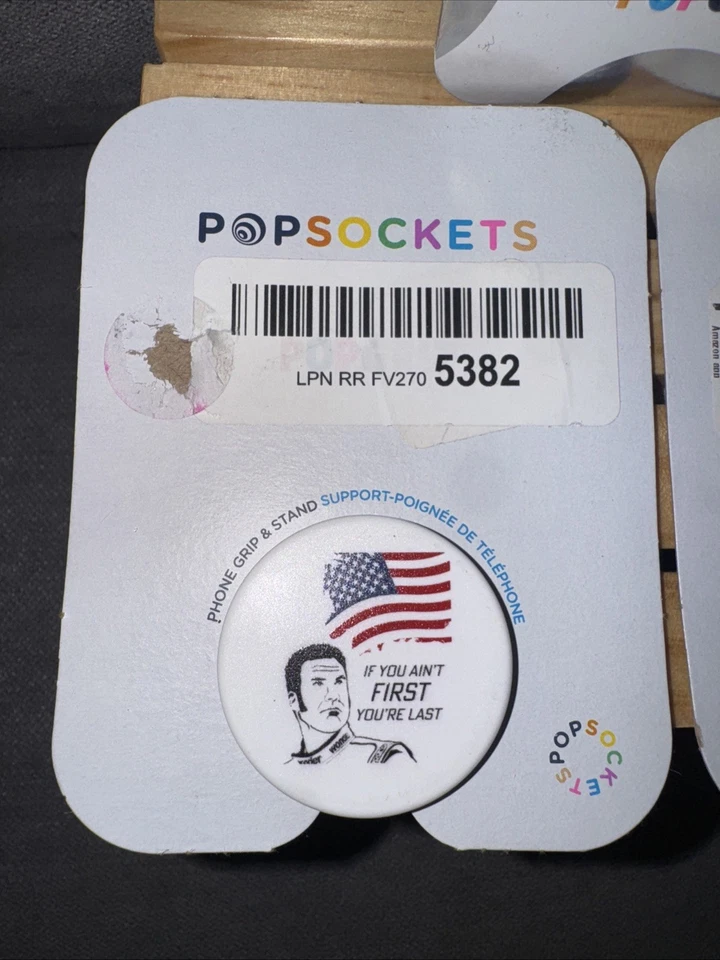 POPSOCKETS
LPN RR FV270 5382
PHONE GRIP & STAND SUPPORT-POIGNÉE DE TÉLÉPHONE
IF YOU AIN'T
FIRST
YOU'RE LAST
POPSOCKETS
Amazon